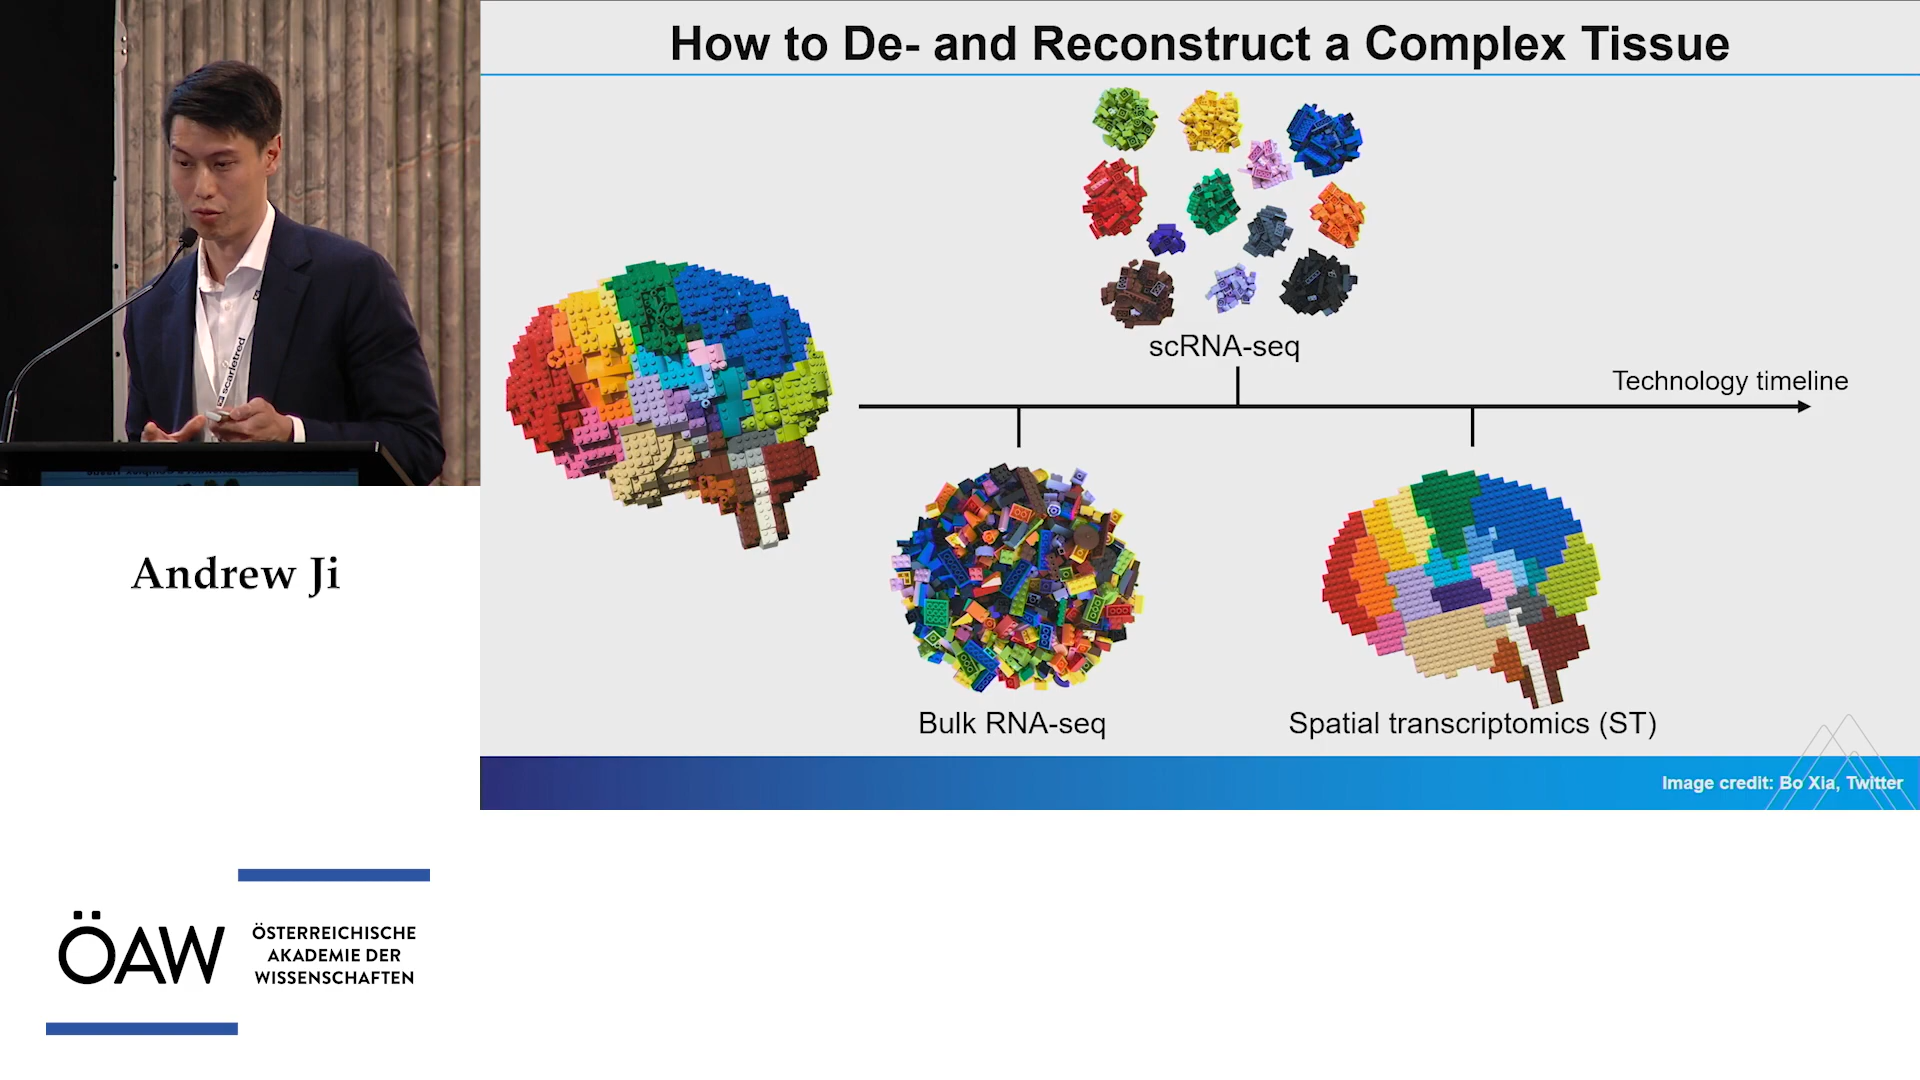 How to De- and Reconstruct a Complex Tissue
scRNA-seq
Technology timeline
Bulk RNA-seq
Spatial transcriptomics (ST)
Image credit: Bo Xia, Twitter
scarletred
Andrew Ji
ÖAW
ÖSTERREICHISCHE
AKADEMIE DER
WISSENSCHAFTEN